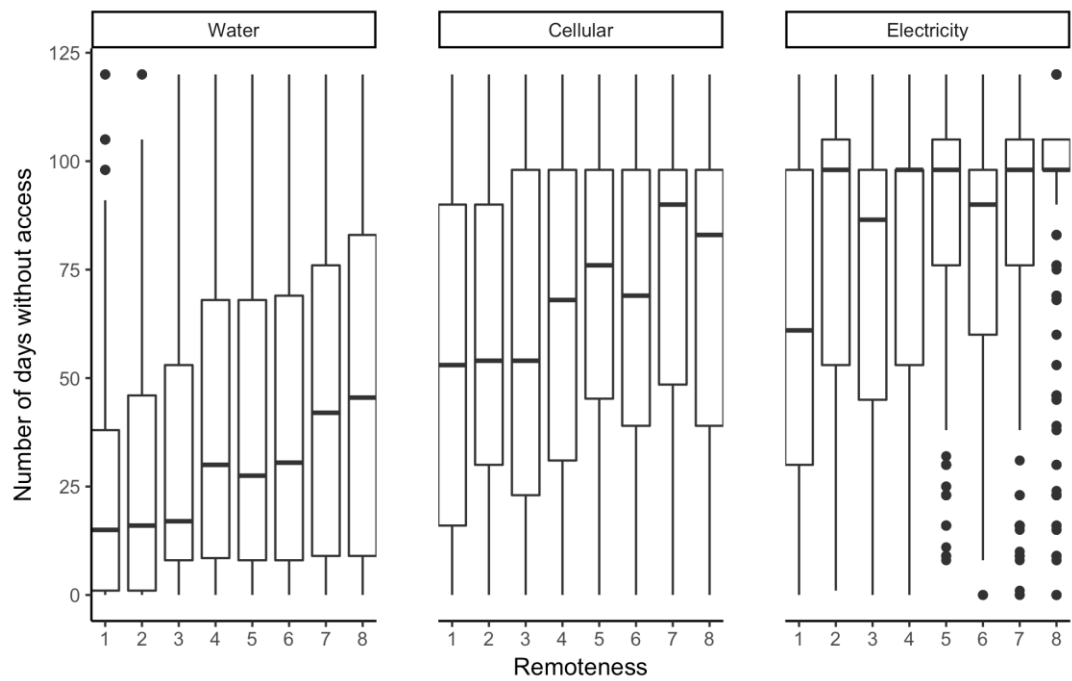 Water
Cellular
Electricity
Number of days without access
125
100
75
50
25
0
1 2 3 4 5 6 7 8
1 2 3 4 5 6 7 8
1 2 3 4 5 6 7 8
Remoteness